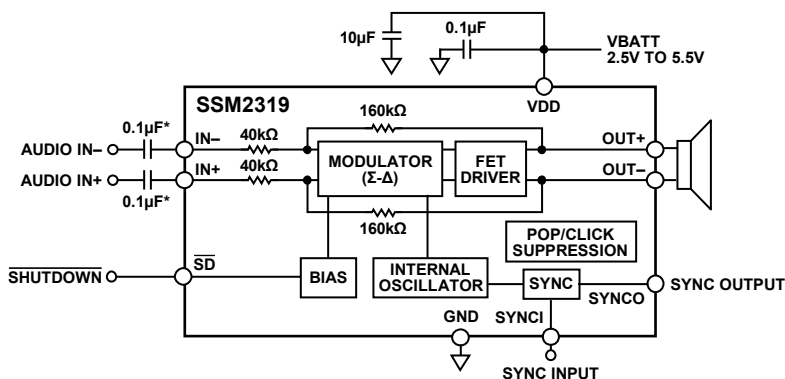 10µF
0.1µF
VBATT
2.5V TO 5.5V
VDD
SSM2319
160kΩ
0.1µF*
AUDIO IN–
IN–
40kΩ
OUT+
MODULATOR
(Σ-Δ)
FET
DRIVER
AUDIO IN+
IN+
40kΩ
OUT–
0.1µF*
160kΩ
POP/CLICK
SUPPRESSION
SHUTDOWN
SD
BIAS
INTERNAL
OSCILLATOR
SYNC
SYNCO
SYNC OUTPUT
GND
SYNCI
SYNC INPUT